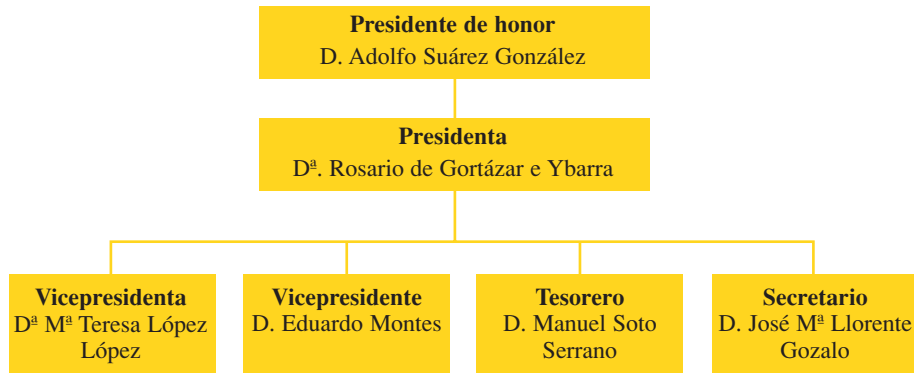 Presidente de honor
D. Adolfo Suárez González
Presidenta
Dª. Rosario de Gortázar e Ybarra
Vicepresidenta
Dª Mª Teresa López
López
Vicepresidente
D. Eduardo Montes
Tesorero
D. Manuel Soto
Serrano
Secretario
D. José Mª Llorente
Gozalo